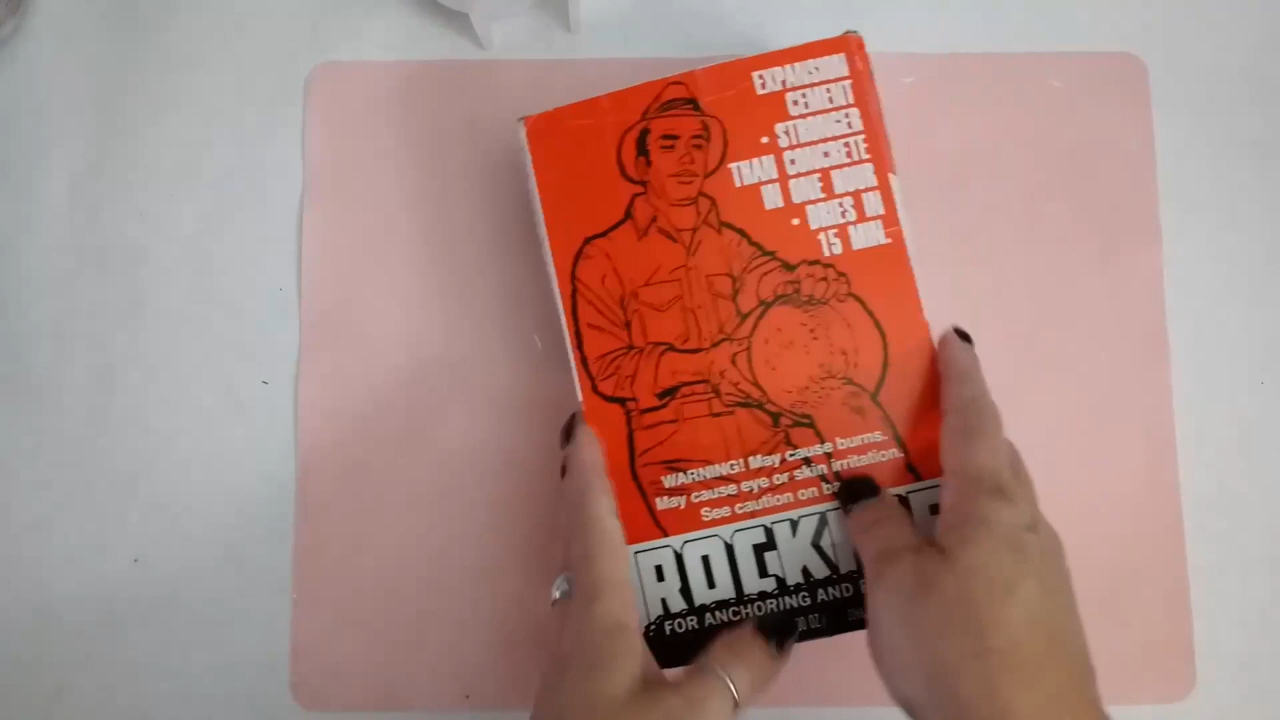 EXPANSION
CEMENT
• STRONGER
THAN CONCRETE
IN ONE HOUR
• DRIES IN
15 MIN.
WARNING! May cause burns.
May cause eye or skin irritation.
See caution on
FOR ANCHORING AND
OZ